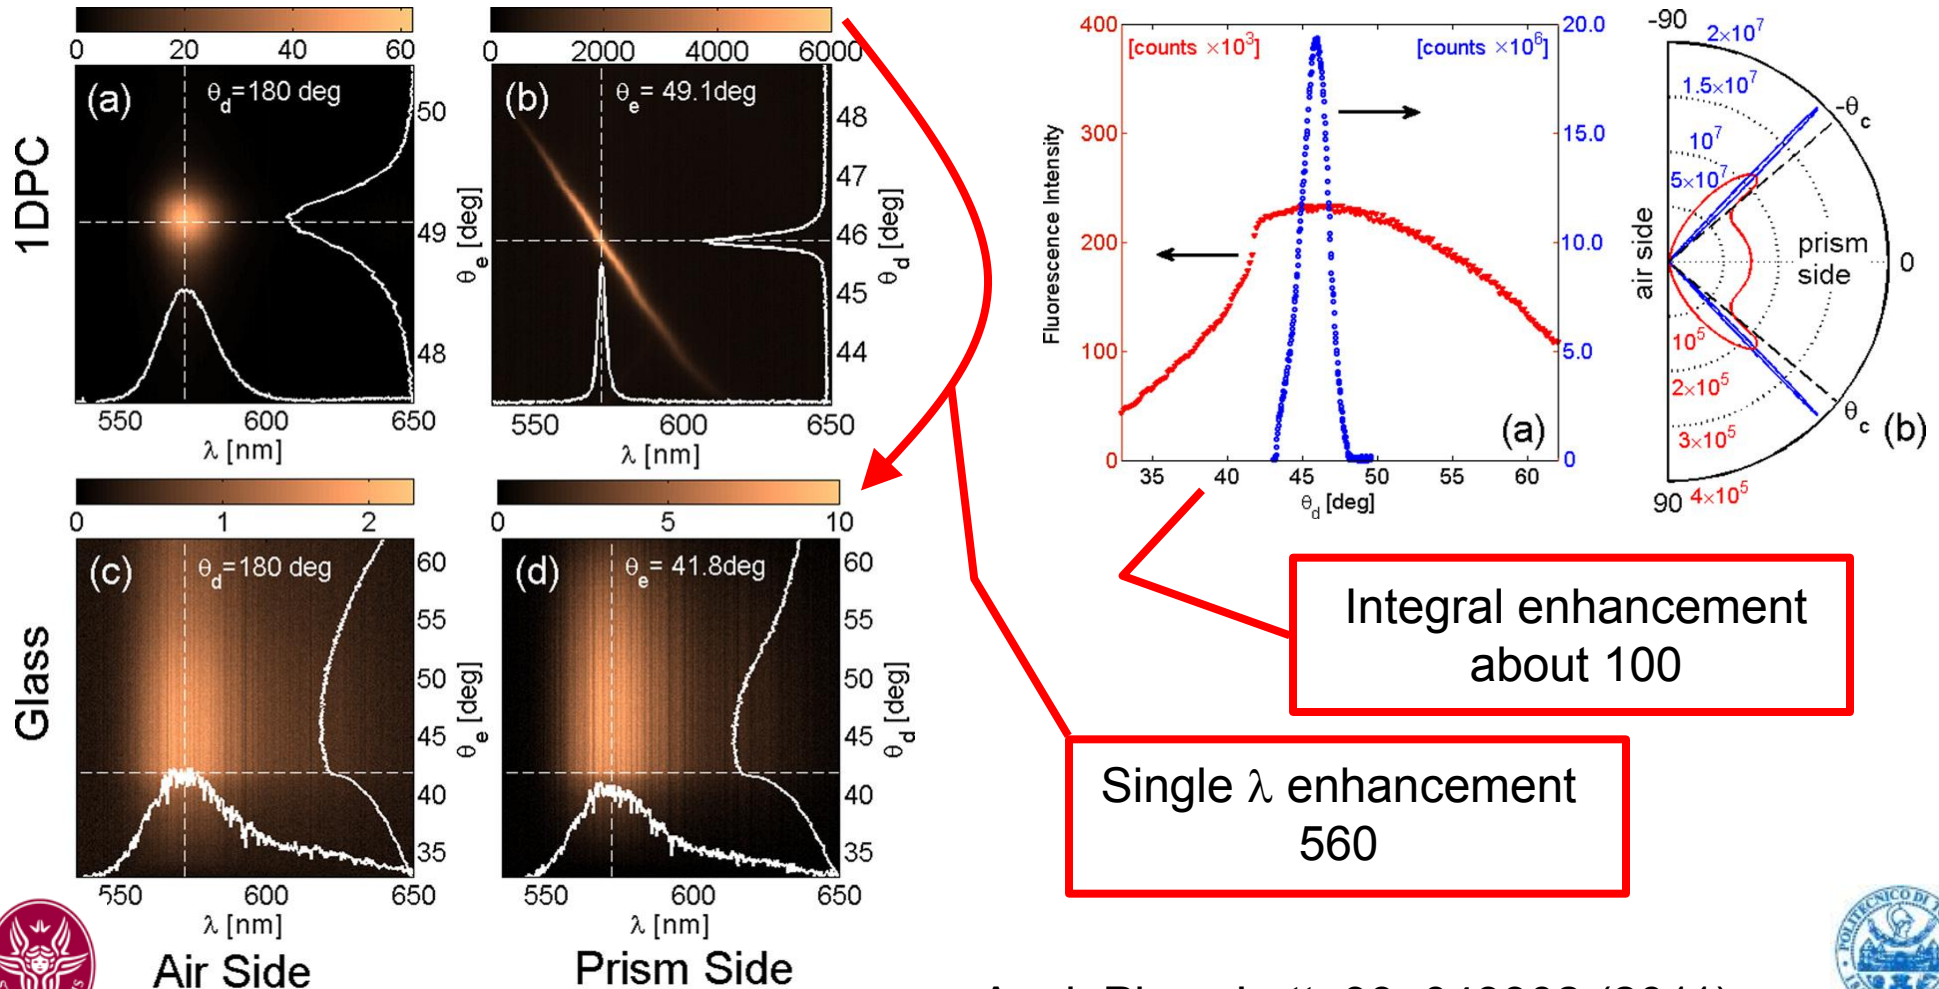 0 20 40 60
0 2000 4000 6000
1DPC
(a)
θd=180 deg
50
49
48
θe [deg]
550 600 650
λ [nm]
(b)
θe= 49.1deg
48
47
46
45
44
θd [deg]
550 600 650
λ [nm]
0 1 2
0 5 10
Glass
(c)
θd=180 deg
60
55
50
45
40
35
θe [deg]
550 600 650
λ [nm]
Air Side
(d)
θe= 41.8deg
60
55
50
45
40
35
θd [deg]
550 600 650
λ [nm]
Prism Side
400
300
200
100
0
Fluorescence Intensity
[counts ×10³]
[counts ×10⁶]
20.0
15.0
10.0
5.0
0
(a)
35 40 45 50 55 60
θd [deg]
-90
2×10⁷
1.5×10⁷
10⁷
5×10⁷
-θc
air side
prism side
0
10⁵
2×10⁵
3×10⁵
4×10⁵
θc
(b)
90
Integral enhancement
about 100
Single λ enhancement
560